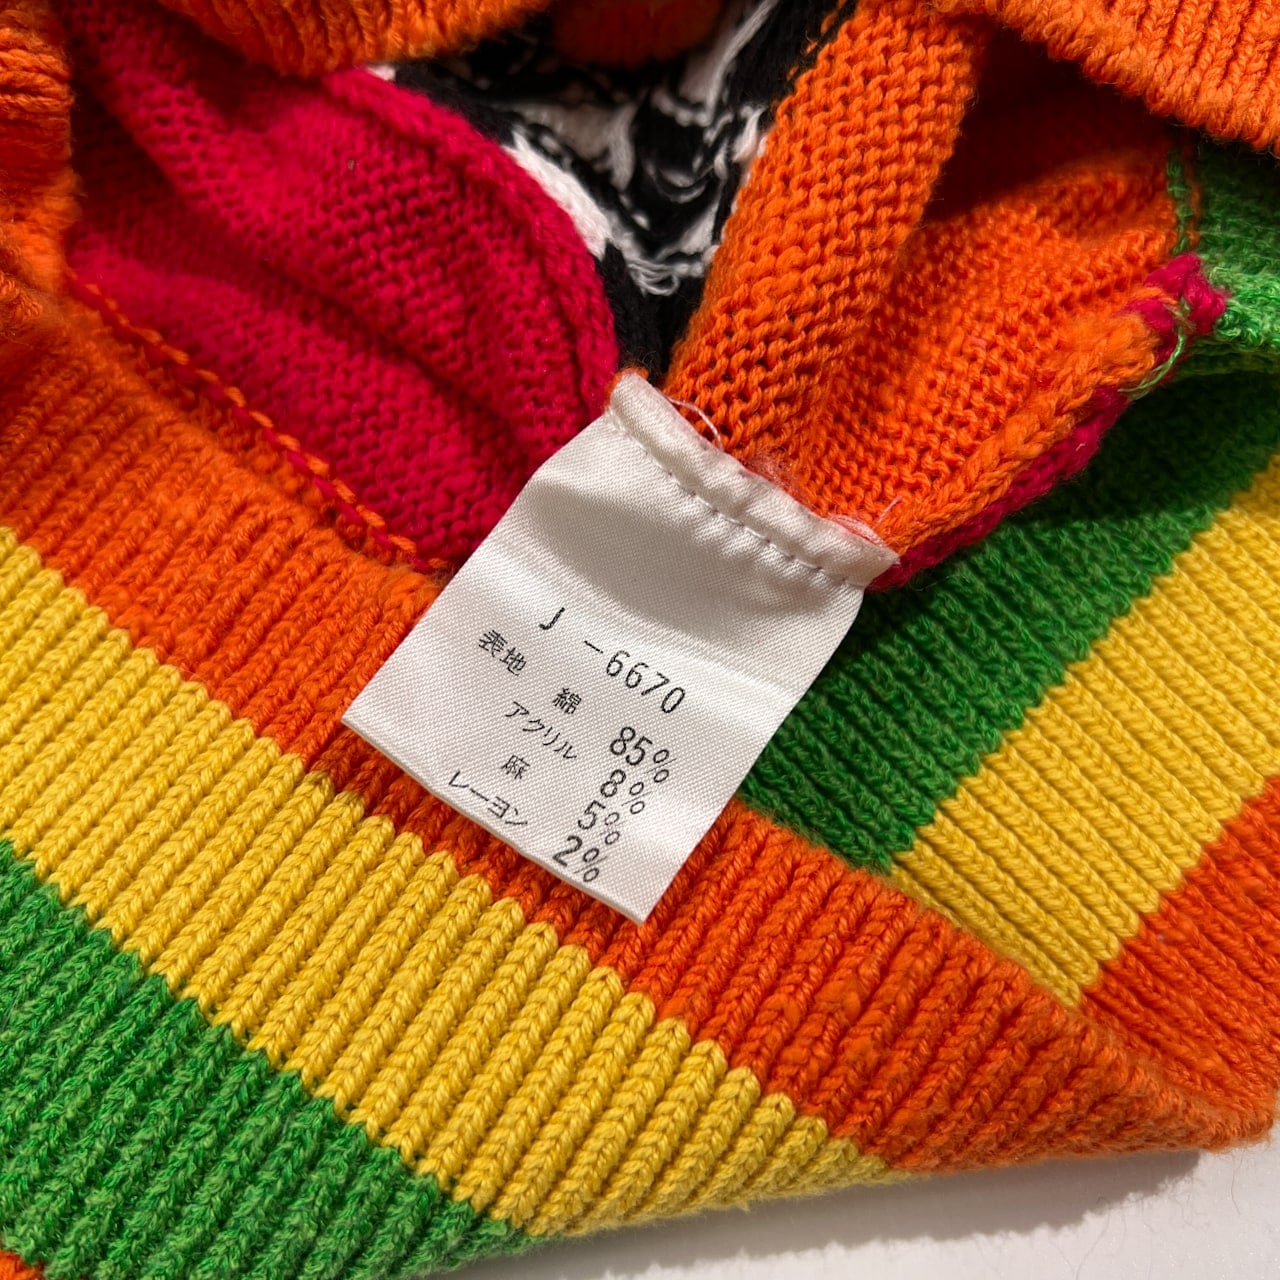 J-6670
表地 綿 85%
アクリル 8%
麻 5%
レーヨン 2%